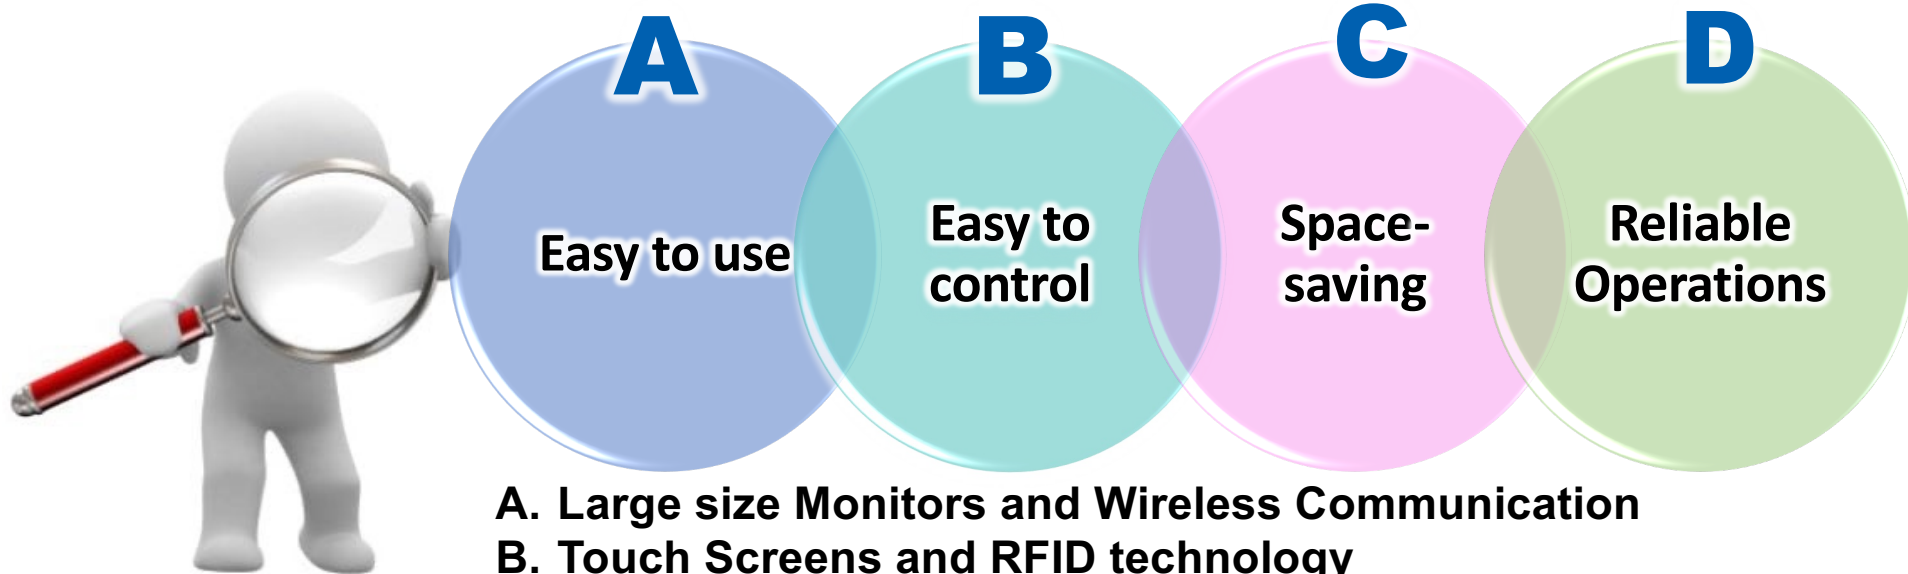 A
B
C
D
Easy to use
Easy to
control
Space-
saving
Reliable
Operations
A. Large size Monitors and Wireless Communication
B. Touch Screens and RFID technology